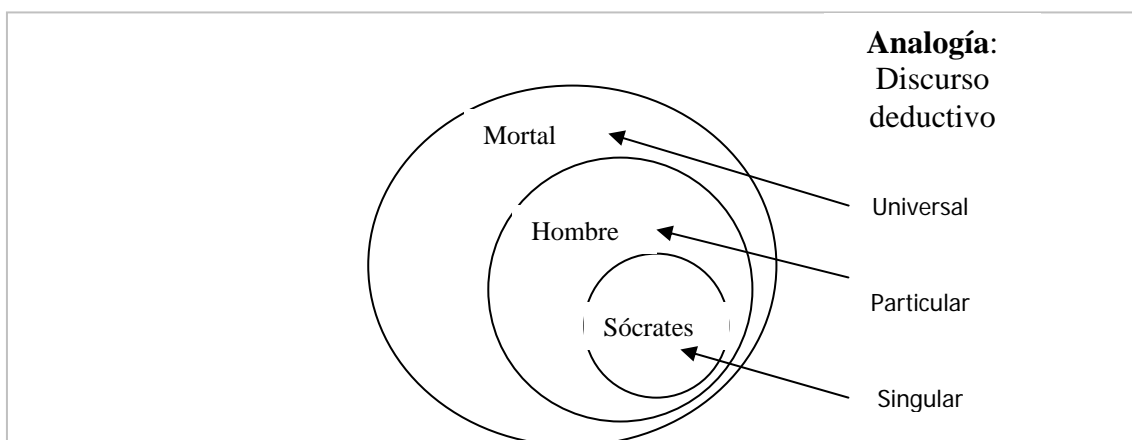 Analogía:
Discurso
deductivo
Mortal
Universal
Hombre
Particular
Sócrates
Singular